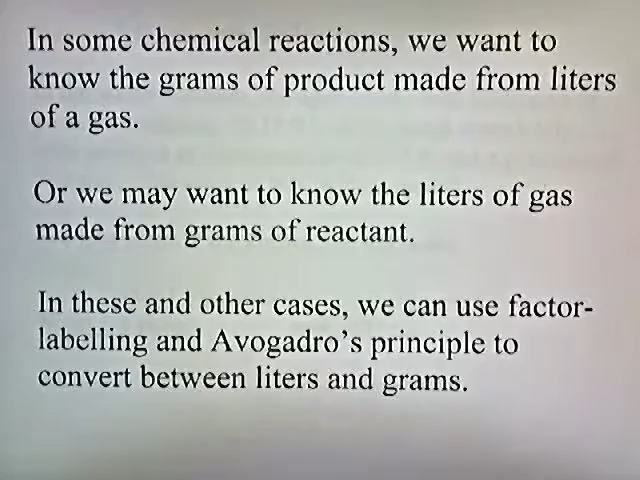 In some chemical reactions, we want to
know the grams of product made from liters
of a gas.
Or we may want to know the liters of gas
made from grams of reactant.
In these and other cases, we can use factor-
labelling and Avogadro's principle to
convert between liters and grams.